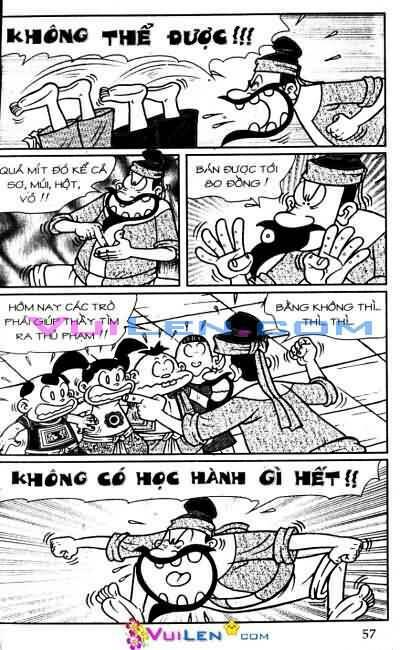 KHÔNG THỂ ĐƯỢC!!!
QUẢ MÍT ĐÓ KỂ CẢ
SƠ, MÚI, HỘT,
VỎ!!
BÁN ĐƯỢC TỚI
80 ĐỒNG!
HÔM NAY CÁC TRÒ
PHẢI GIÚP THẦY TÌM
RA THỦ PHẠM!!
BẰNG KHÔNG THÌ..
THÌ.. THÌ..
VUILEN.COM
KHÔNG CÓ HỌC HÀNH GÌ HẾT!!
57
VUILEN.COM